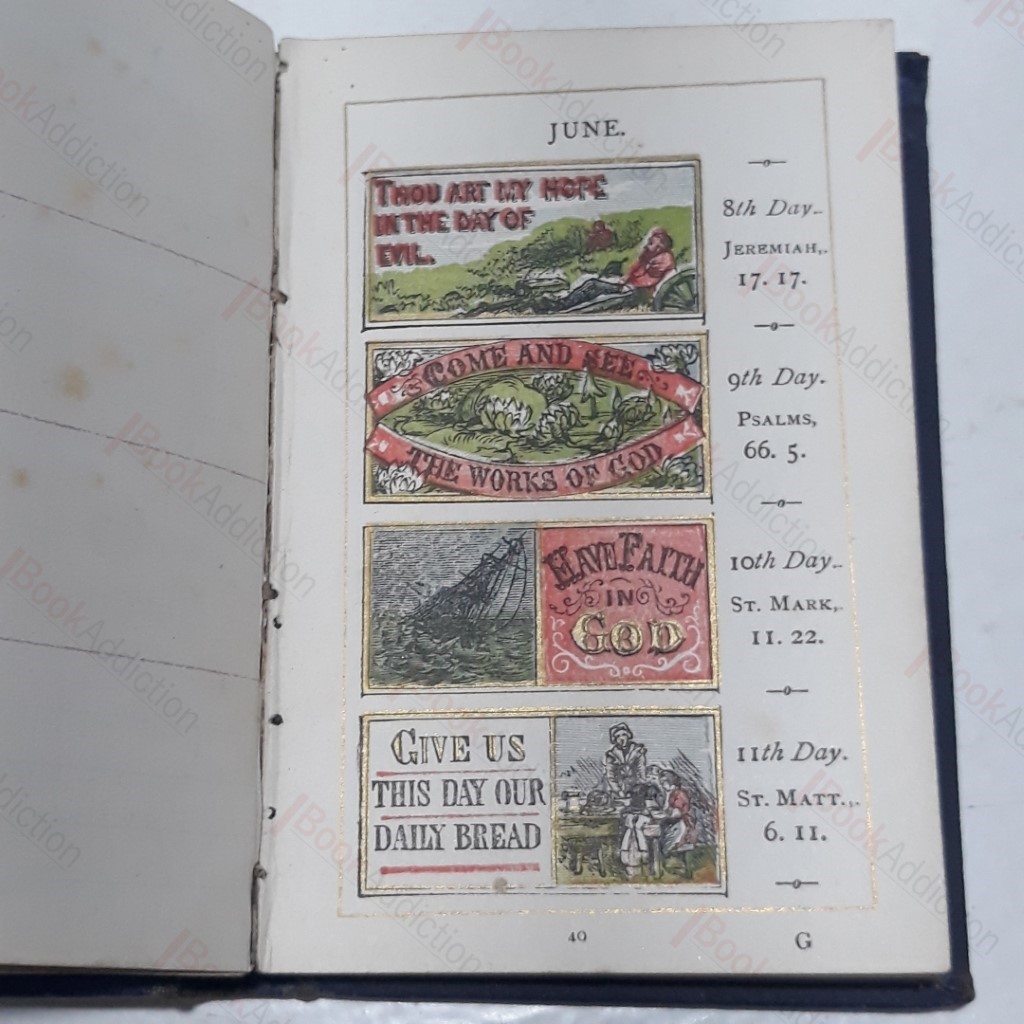 JUNE.
THOU ART MY HOPE
IN THE DAY OF
EVIL.
8th Day.
JEREMIAH,
17. 17.
COME AND SEE
THE WORKS OF GOD
9th Day.
PSALMS,
66. 5.
HAVE FAITH
IN
GOD
10th Day.
ST. MARK,
11. 22.
GIVE US
THIS DAY OUR
DAILY BREAD
11th Day.
ST. MATT.,
6. 11.
40
G
BookAddiction